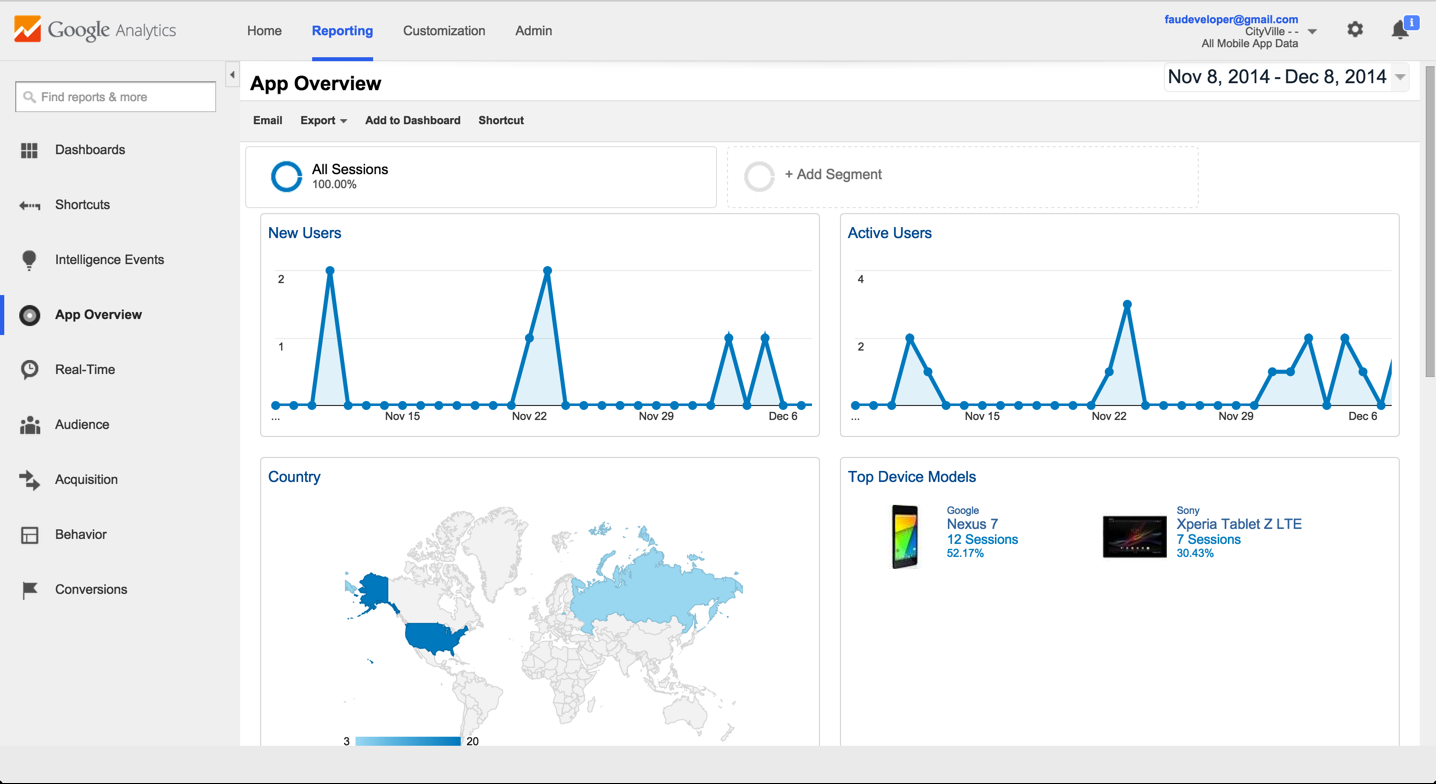 Google Analytics
Home
Reporting
Customization
Admin
faudeveloper@gmail.com
CityVille - -
All Mobile App Data
i
Find reports & more
Dashboards
Shortcuts
Intelligence Events
App Overview
Real-Time
Audience
Acquisition
Behavior
Conversions
App Overview
Nov 8, 2014 - Dec 8, 2014
Email
Export
Add to Dashboard
Shortcut
All Sessions
100.00%
+ Add Segment
New Users
2
1
...
Nov 15
Nov 22
Nov 29
Dec 6
Active Users
4
2
...
Nov 15
Nov 22
Nov 29
Dec 6
Country
3
20
Top Device Models
Google
Nexus 7
12 Sessions
52.17%
Sony
Xperia Tablet Z LTE
7 Sessions
30.43%